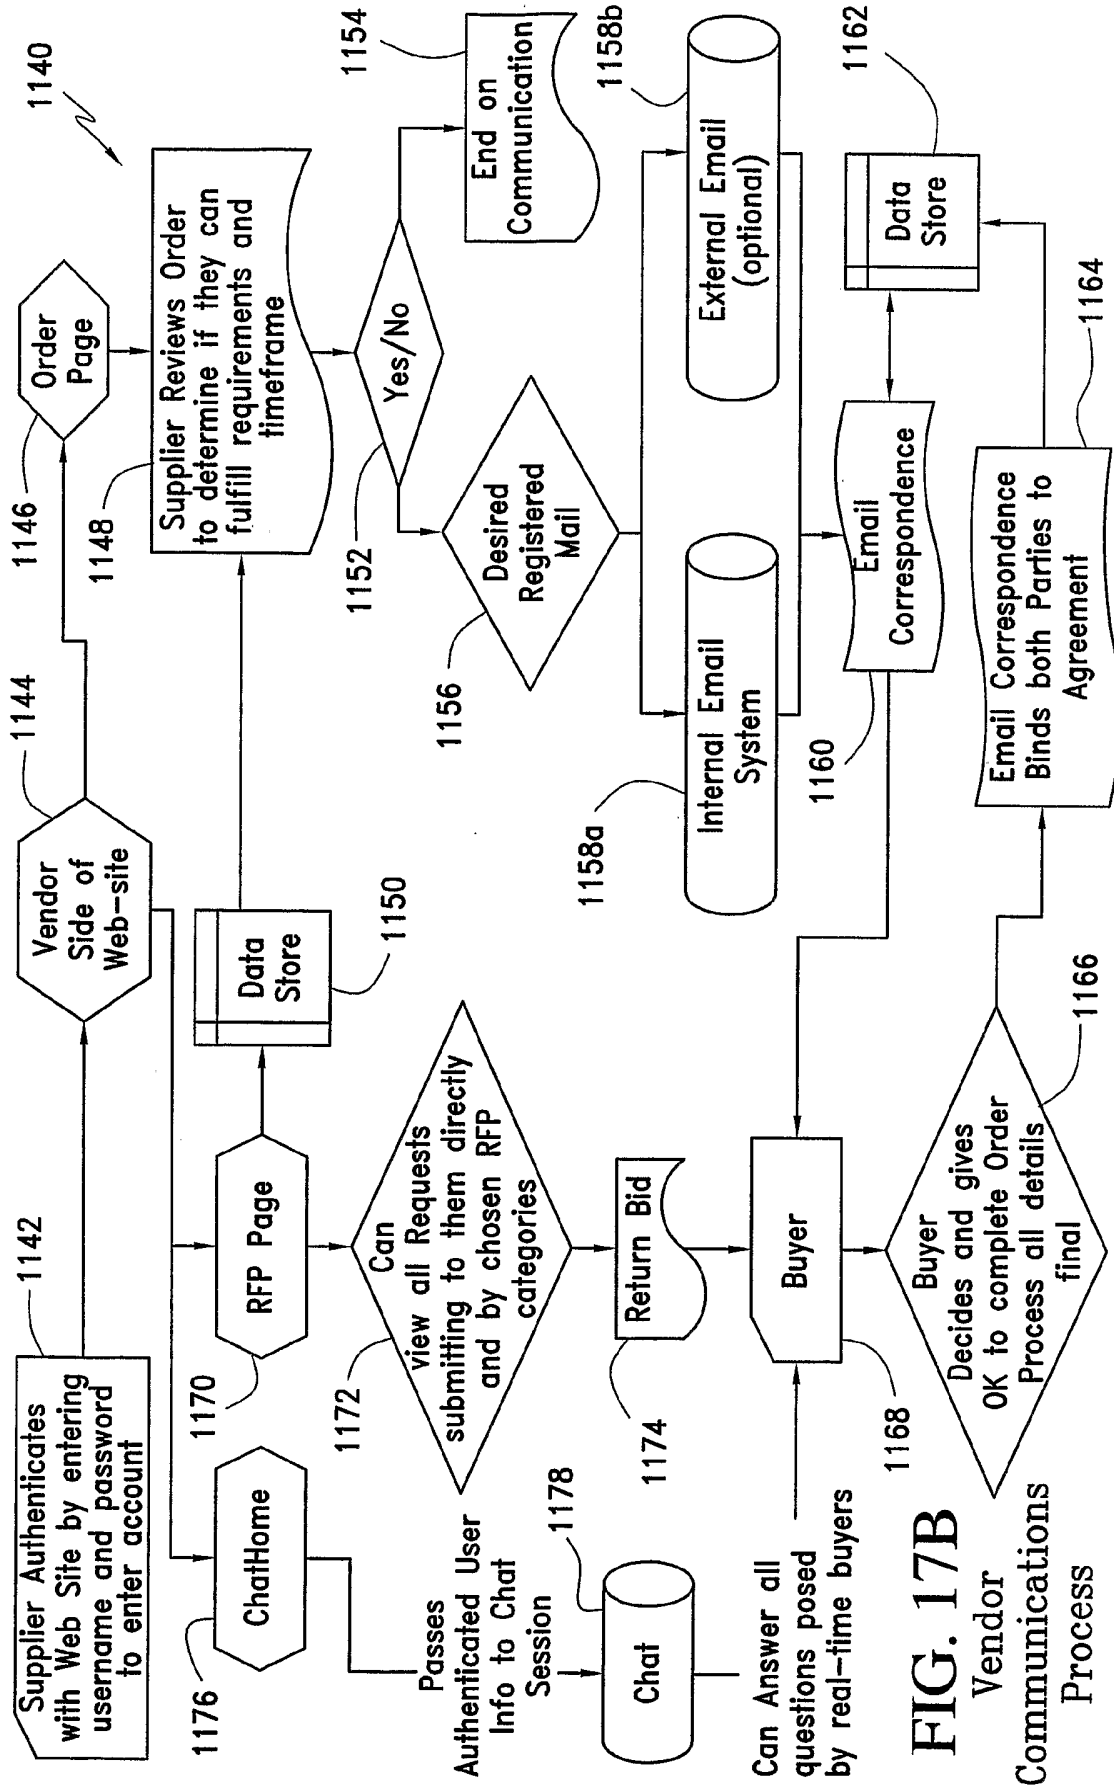 1140
Supplier Authenticates
with Web Site by entering
username and password
to enter account
1142
Vendor
Side of
Web-site
1144
Order
Page
1146
Supplier Reviews Order
to determine if they can
fulfill requirements and
timeframe
1148
Data
Store
1150
Yes/No
1152
End on
Communication
1154
Desired
Registered
Mail
1156
Internal Email
System
1158a
External Email
(optional)
1158b
Email
Correspondence
1160
Data
Store
1162
Email Correspondence
Binds both Parties to
Agreement
1164
RFP Page
1170
Can
view all Requests
submitting to them directly
and by chosen RFP
categories
1172
Return Bid
1174
Buyer
1168
Buyer
Decides and gives
OK to complete Order
Process all details
final
1166
ChatHome
1176
Passes
Authenticated User
Info to Chat
Session
Chat
1178
Can Answer all
questions posed
by real-time buyers
FIG. 17B
Vendor
Communications
Process